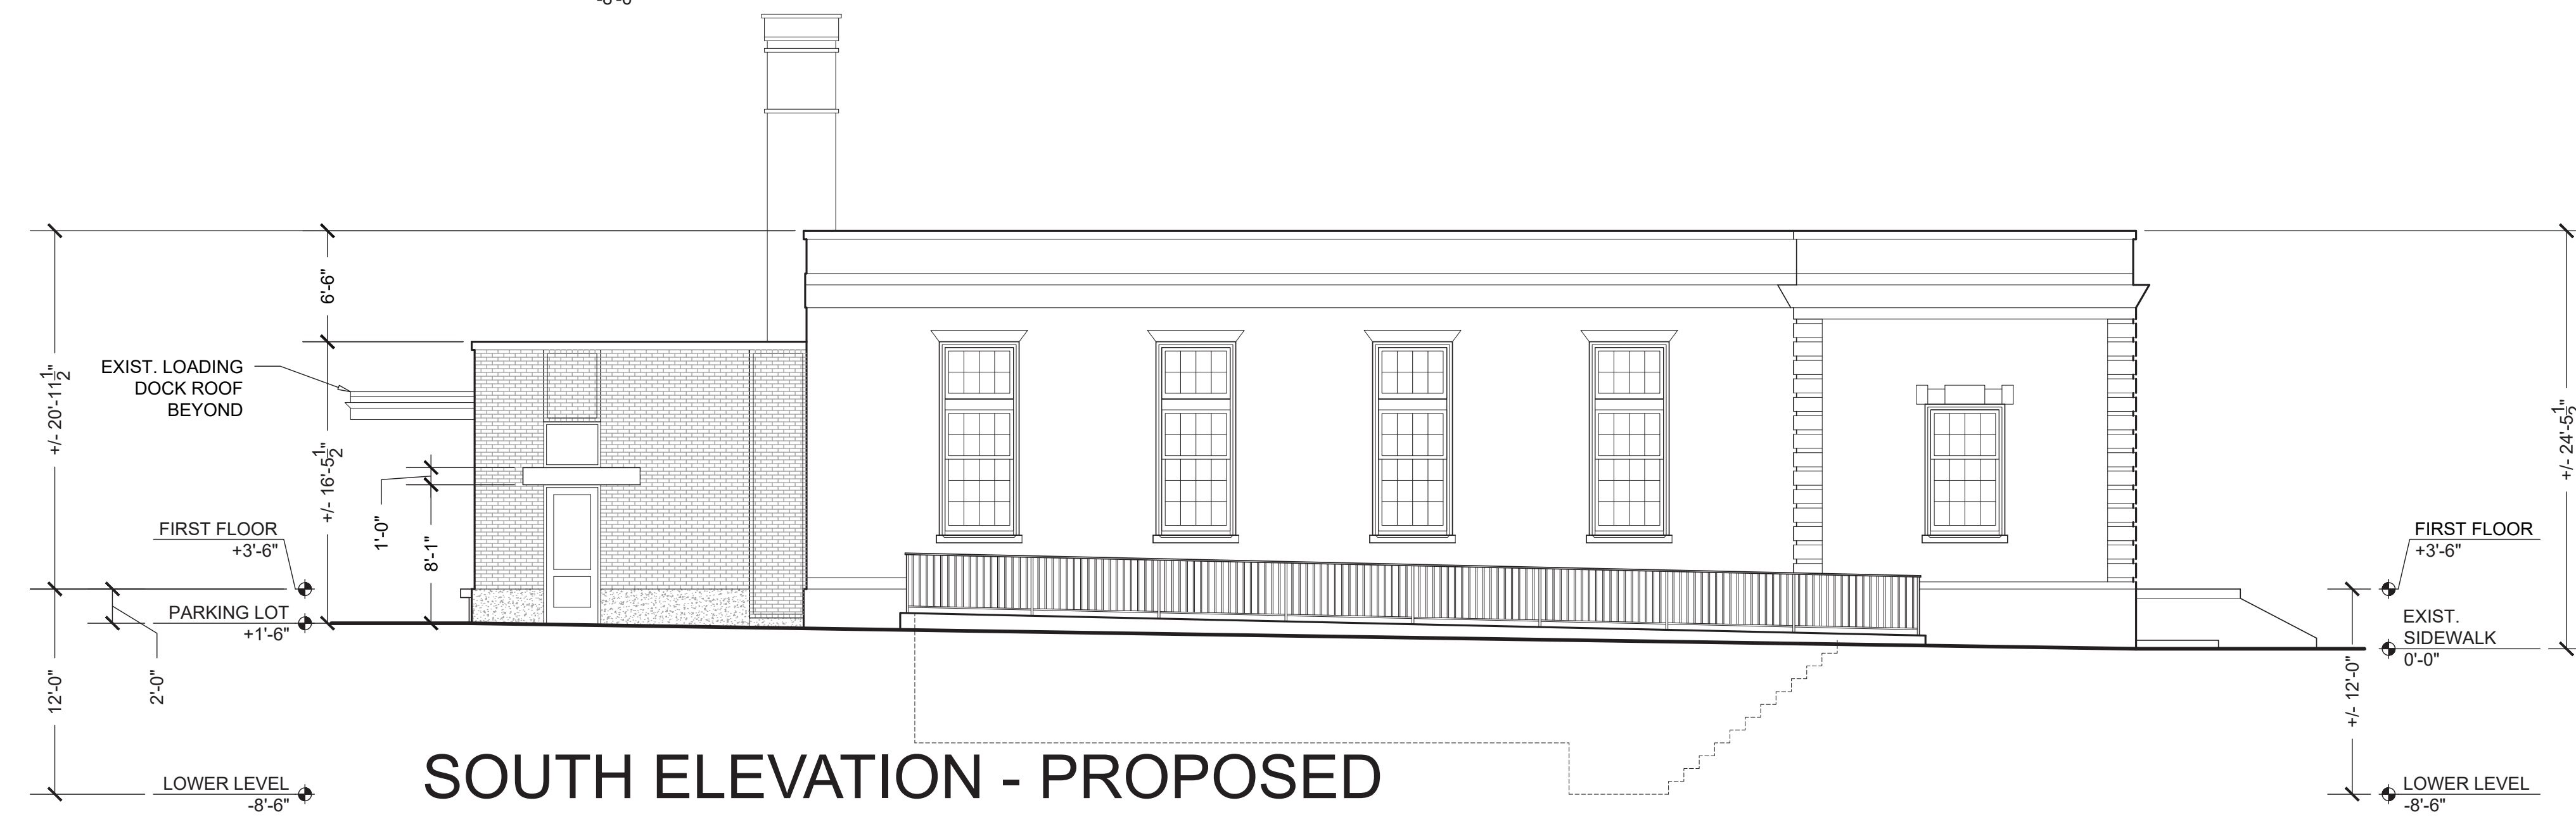 -8'-6"
6'-6"
+/- 20'-11 1/2"
EXIST. LOADING
DOCK ROOF
BEYOND
+/- 16'-5 1/2"
1'-0"
8'-1"
FIRST FLOOR
+3'-6"
PARKING LOT
+1'-6"
12'-0"
2'-0"
LOWER LEVEL
-8'-6"
SOUTH ELEVATION - PROPOSED
+/- 24'-5 1/2"
FIRST FLOOR
+3'-6"
EXIST.
SIDEWALK
0'-0"
+/- 12'-0"
LOWER LEVEL
-8'-6"